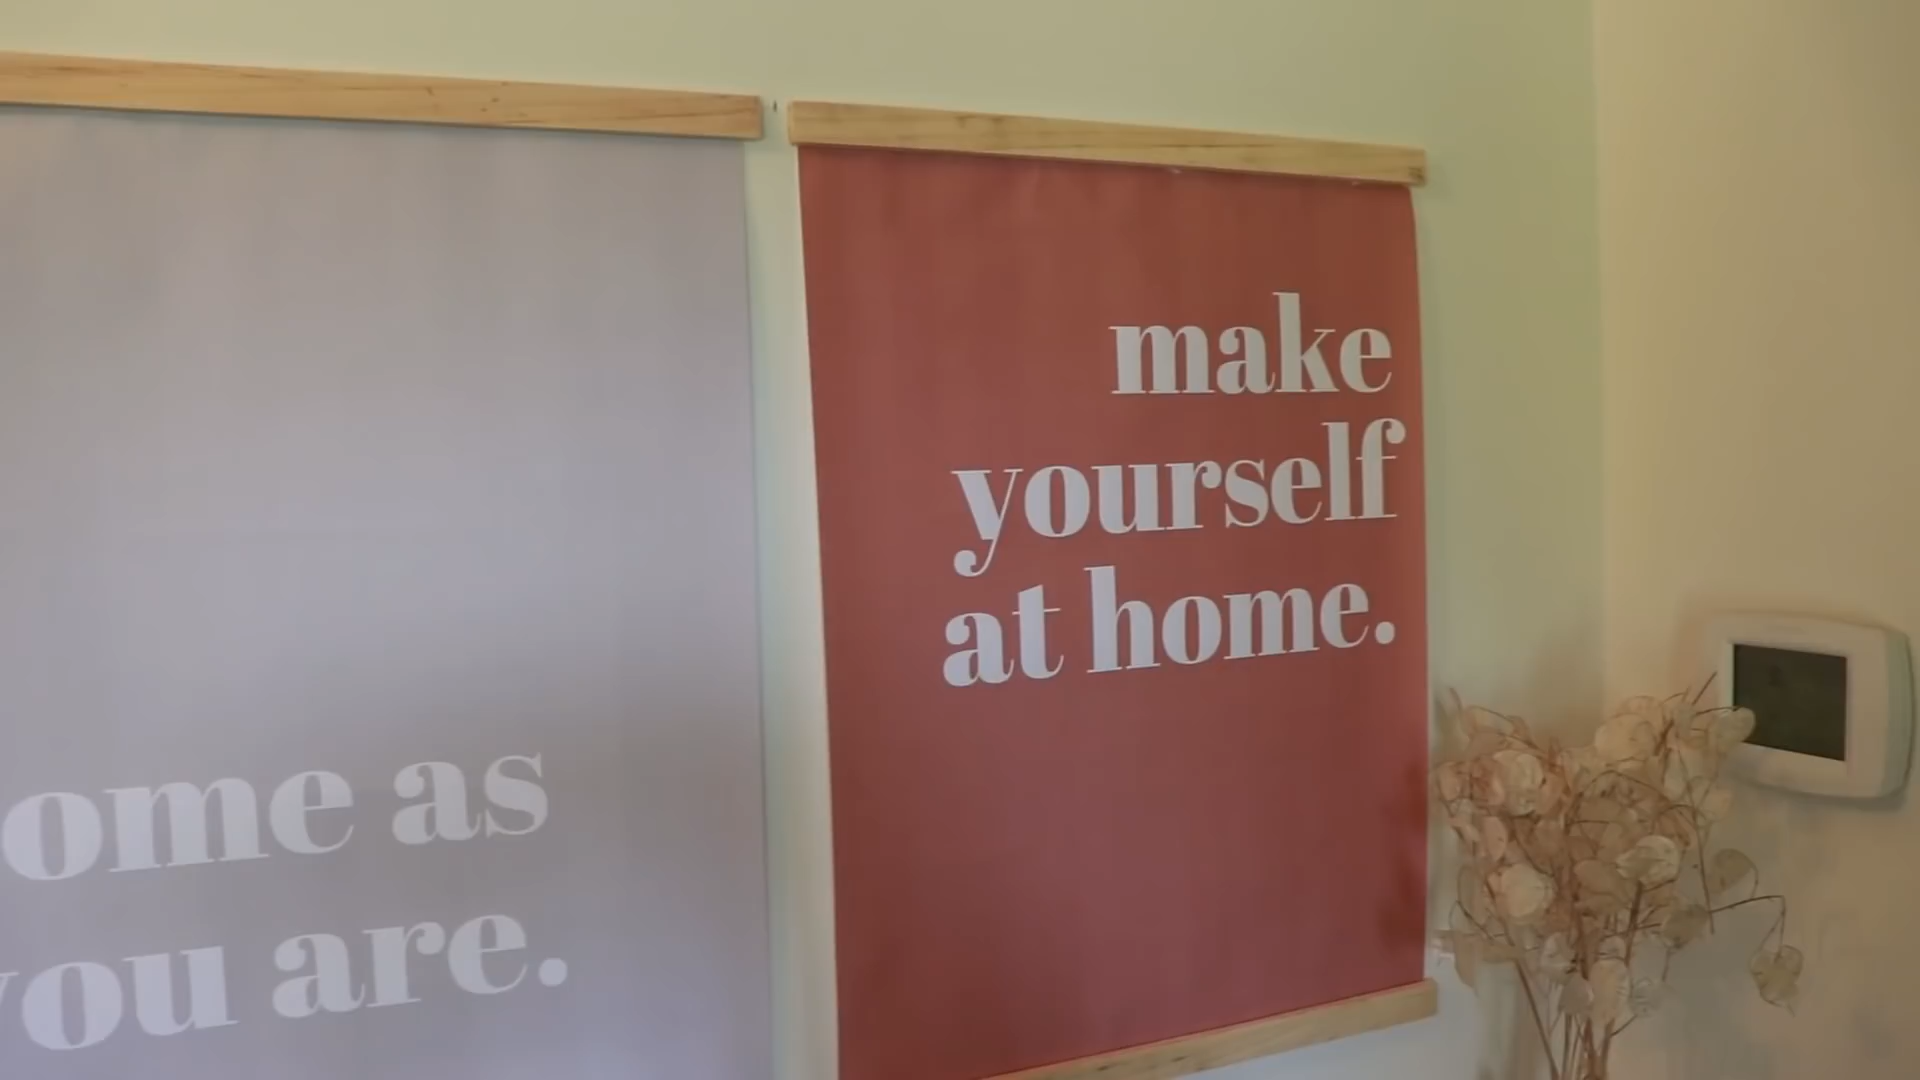 ome as
you are.
make
yourself
at home.